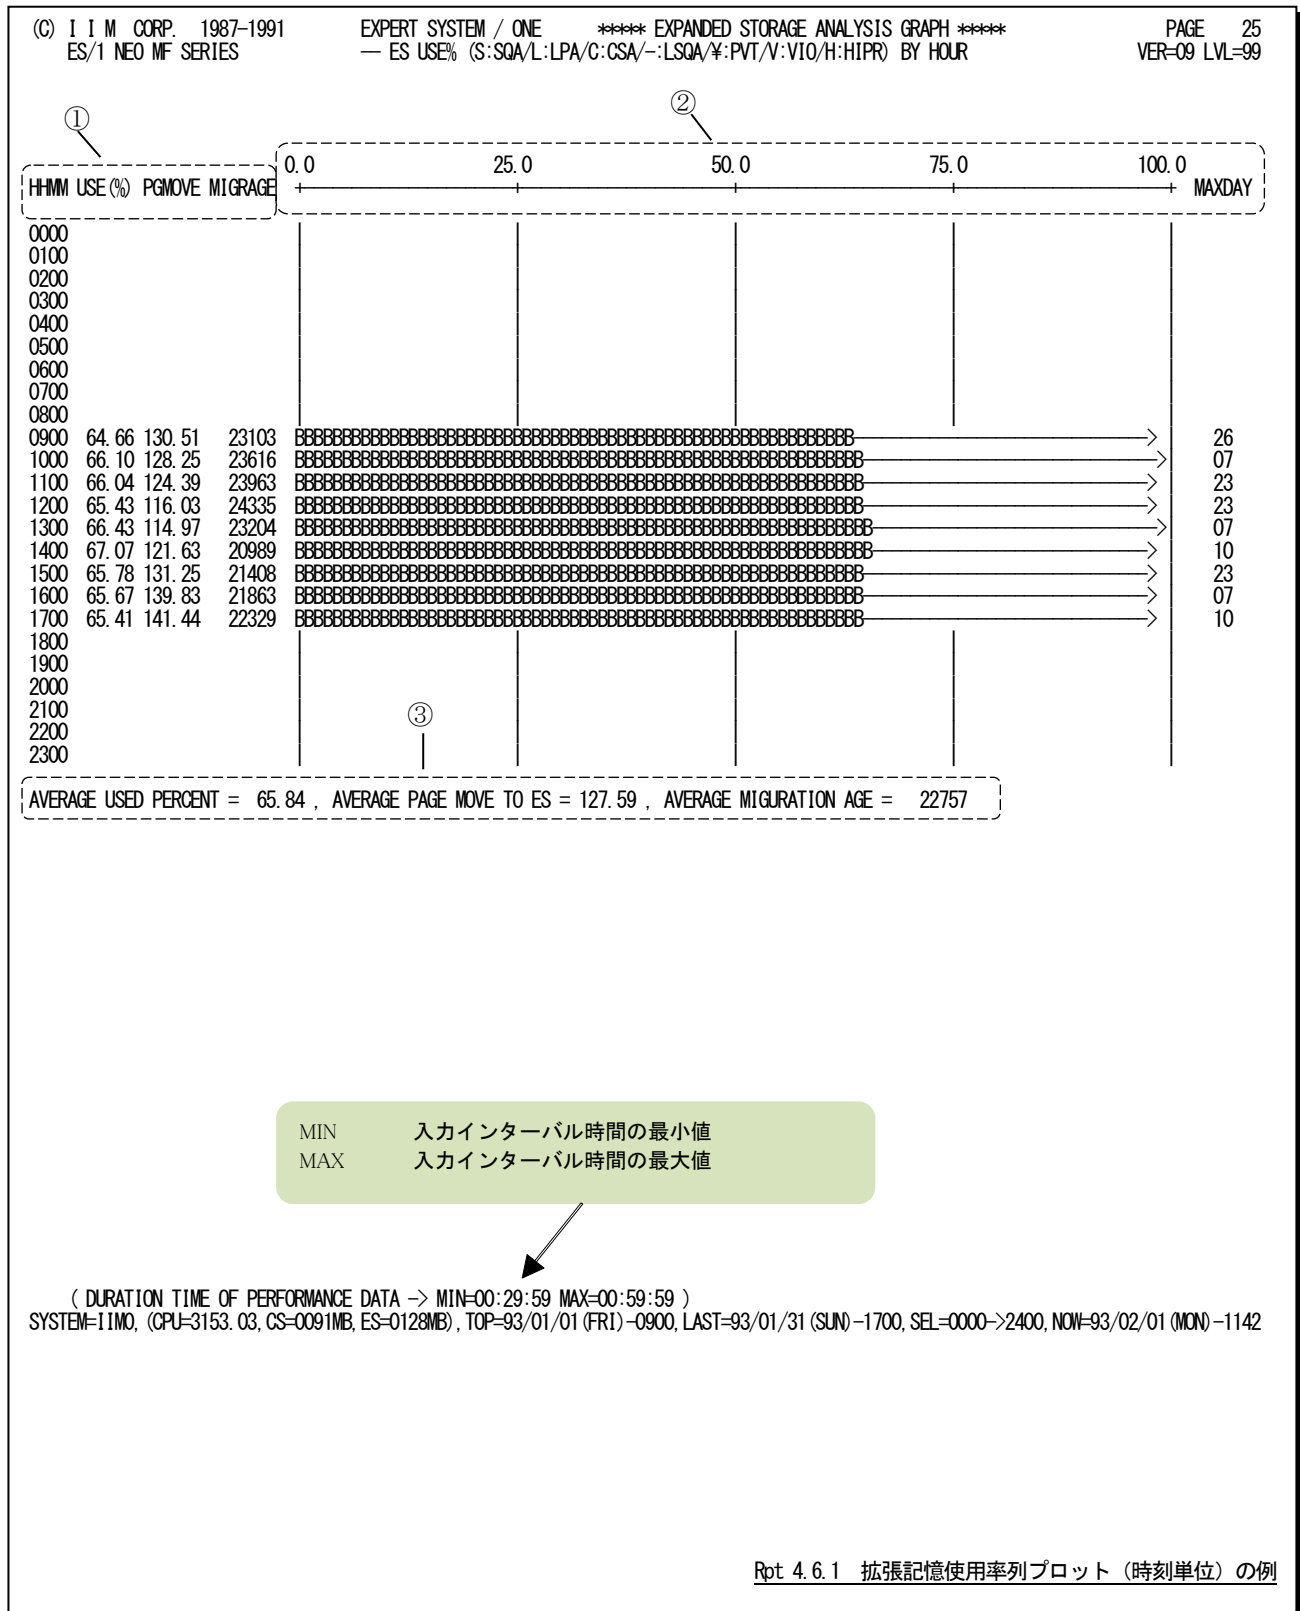 (C) I I M CORP. 1987-1991 EXPERT SYSTEM / ONE ***** EXPANDED STORAGE ANALYSIS GRAPH ***** PAGE 25
ES/1 NEO MF SERIES -- ES USE% (S:SQA/L:LPA/C:CSA/-:LSQA/¥:PVT/V:VIO/H:HIPR) BY HOUR VER=09 LVL=99
① ②
0.0 25.0 50.0 75.0 100.0
HHMM USE(%) PGMOVE MIGRAGE MAXDAY
0000
0100
0200
0300
0400
0500
0600
0700
0800
0900 64.66 130.51 23103 BBBBBBBBBBBBBBBBBBBBBBBBBBBBBBBBBBBBBBBBBBBBBBBBBBBBBBBBBBB-------------------------------> 26
1000 66.10 128.25 23616 BBBBBBBBBBBBBBBBBBBBBBBBBBBBBBBBBBBBBBBBBBBBBBBBBBBBBBBBBBBB-------------------------------> 07
1100 66.04 124.39 23963 BBBBBBBBBBBBBBBBBBBBBBBBBBBBBBBBBBBBBBBBBBBBBBBBBBBBBBBBBBBB------------------------------> 23
1200 65.43 116.03 24335 BBBBBBBBBBBBBBBBBBBBBBBBBBBBBBBBBBBBBBBBBBBBBBBBBBBBBBBBBBBB------------------------------> 23
1300 66.43 114.97 23204 BBBBBBBBBBBBBBBBBBBBBBBBBBBBBBBBBBBBBBBBBBBBBBBBBBBBBBBBBBBBB------------------------------> 07
1400 67.07 121.63 20989 BBBBBBBBBBBBBBBBBBBBBBBBBBBBBBBBBBBBBBBBBBBBBBBBBBBBBBBBBBBBB-----------------------------> 10
1500 65.78 131.25 21408 BBBBBBBBBBBBBBBBBBBBBBBBBBBBBBBBBBBBBBBBBBBBBBBBBBBBBBBBBBBB------------------------------> 23
1600 65.67 139.83 21863 BBBBBBBBBBBBBBBBBBBBBBBBBBBBBBBBBBBBBBBBBBBBBBBBBBBBBBBBBBBB------------------------------> 07
1700 65.41 141.44 22329 BBBBBBBBBBBBBBBBBBBBBBBBBBBBBBBBBBBBBBBBBBBBBBBBBBBBBBBBBBBB------------------------------> 10
1800
1900
2000
2100
2200
2300
③
AVERAGE USED PERCENT = 65.84 , AVERAGE PAGE MOVE TO ES = 127.59 , AVERAGE MIGURATION AGE = 22757
MIN 入力インターバル時間の最小値
MAX 入力インターバル時間の最大値
( DURATION TIME OF PERFORMANCE DATA -> MIN=00:29:59 MAX=00:59:59 )
SYSTEM=IIMO,(CPU=3153.03,CS=0091MB,ES=0128MB),TOP=93/01/01(FRI)-0900,LAST=93/01/31(SUN)-1700,SEL=0000->2400,NOW=93/02/01(MON)-1142
Rpt 4.6.1 拡張記憶使用率列プロット（時刻単位）の例